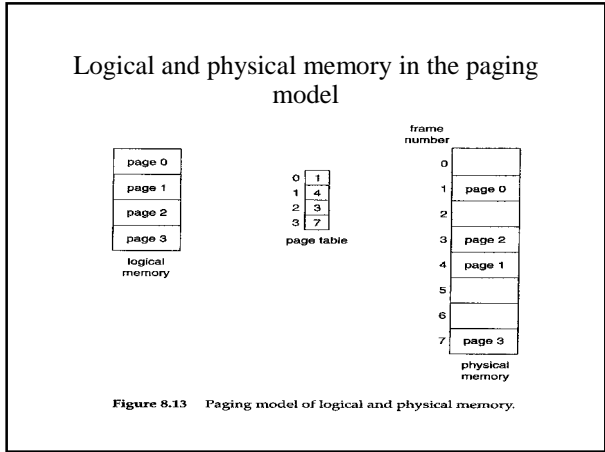 Logical and physical memory in the paging
model
page 0
page 1
page 2
page 3
logical
memory
0 1
1 4
2 3
3 7
page table
frame
number
0
1 page 0
2
3 page 2
4 page 1
5
6
7 page 3
physical
memory
Figure 8.13 Paging model of logical and physical memory.